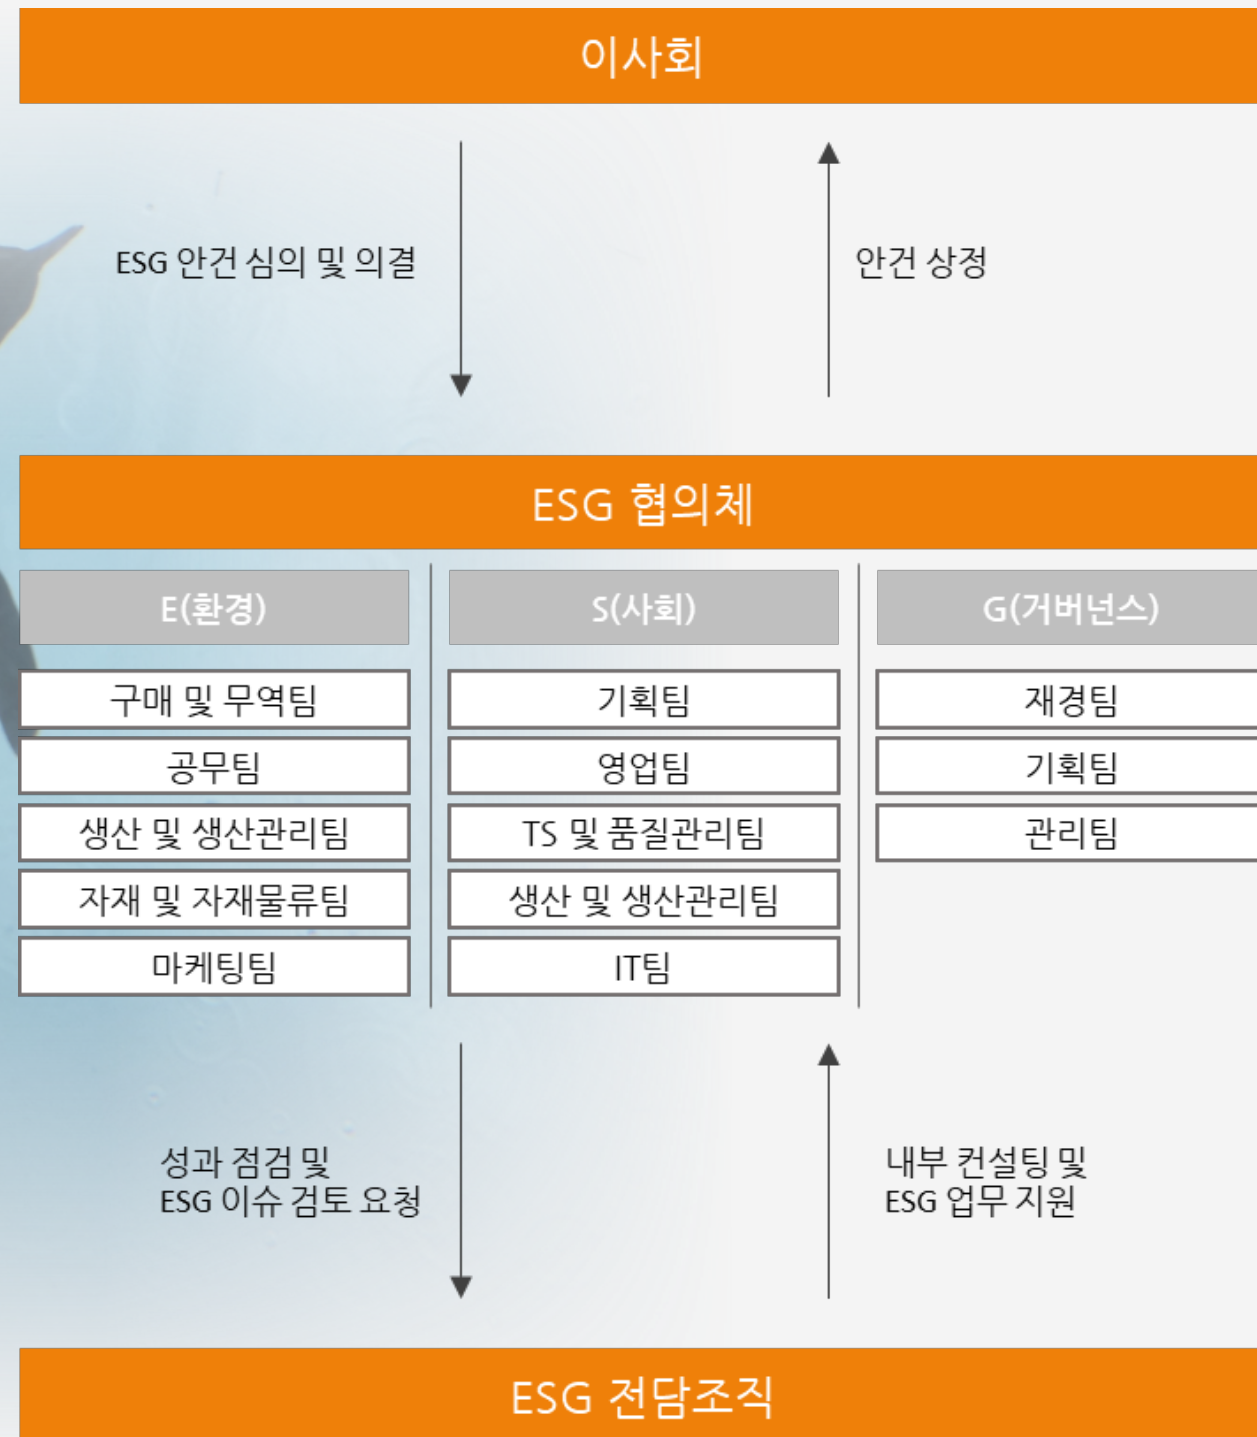 이사회
ESG 안건 심의 및 의결
안건 상정
ESG 협의체
E(환경)
S(사회)
G(거버넌스)
구매 및 무역팀
기획팀
재경팀
공무팀
영업팀
기획팀
생산 및 생산관리팀
TS 및 품질관리팀
관리팀
자재 및 자재물류팀
생산 및 생산관리팀
마케팅팀
IT팀
성과 점검 및
ESG 이슈 검토 요청
내부 컨설팅 및
ESG 업무 지원
ESG 전담조직